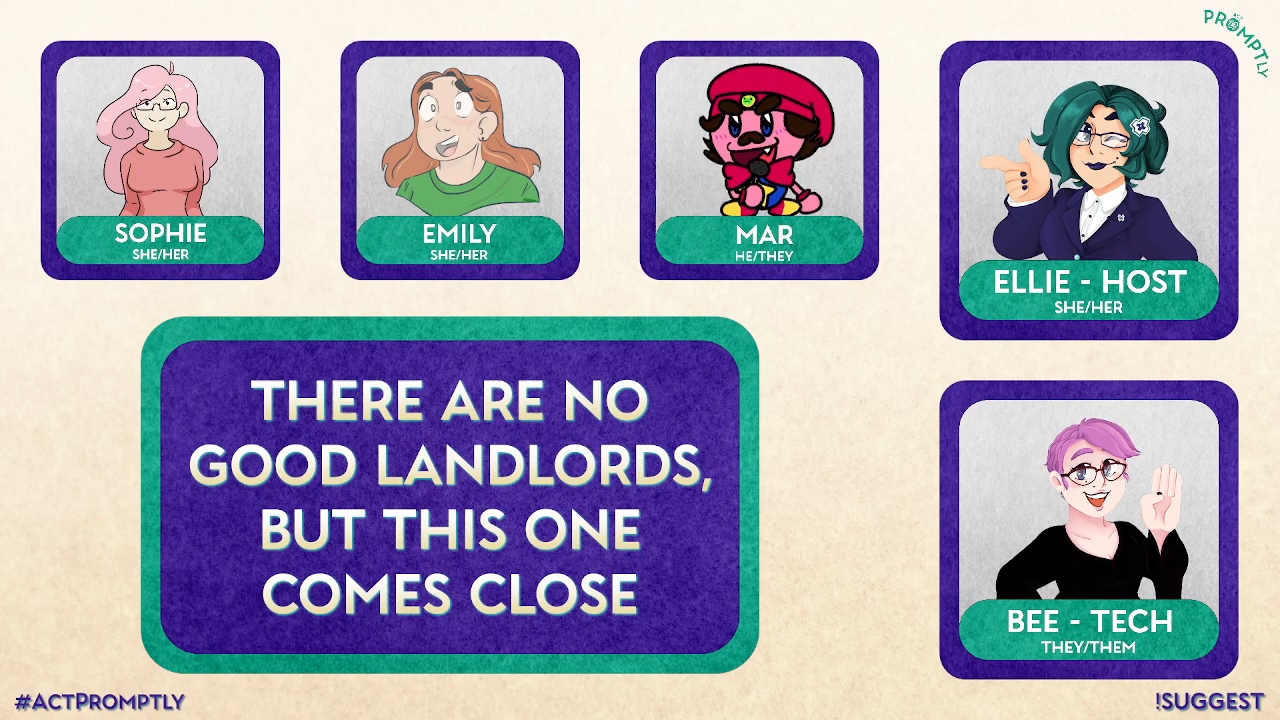 ACT
PROMPTLY
SOPHIE
SHE/HER
EMILY
SHE/HER
MAR
HE/THEY
ELLIE - HOST
SHE/HER
THERE ARE NO
GOOD LANDLORDS,
BUT THIS ONE
COMES CLOSE
BEE - TECH
THEY/THEM
#ACTPROMPTLY
!SUGGEST